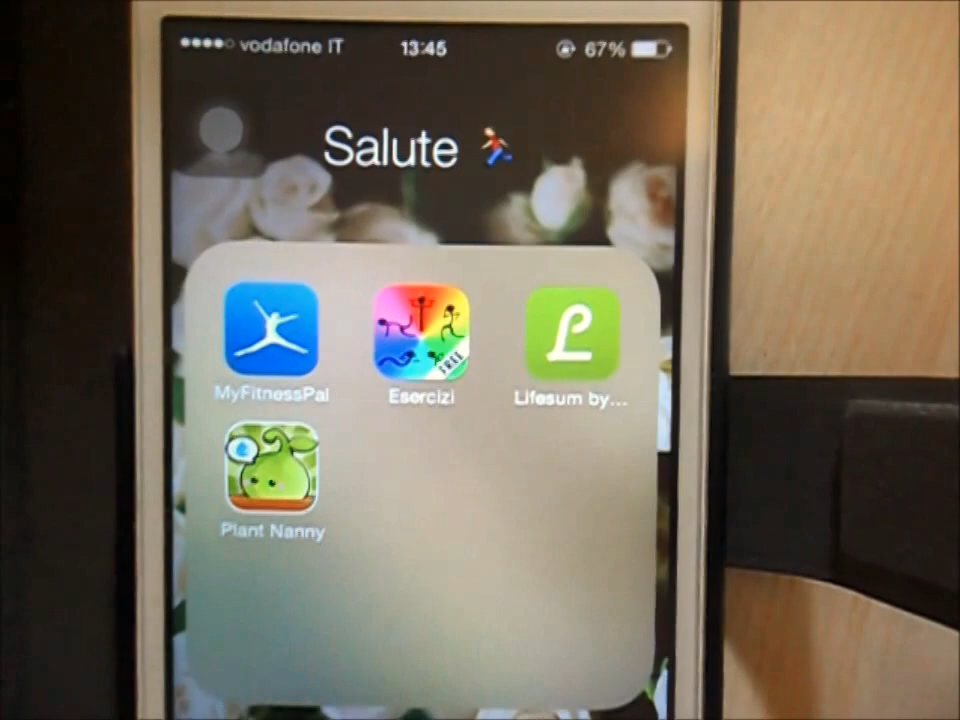 vodafone IT 13:45 67%
Salute
FREE
MyFitnessPal Esercizi Lifesum by...
Plant Nanny